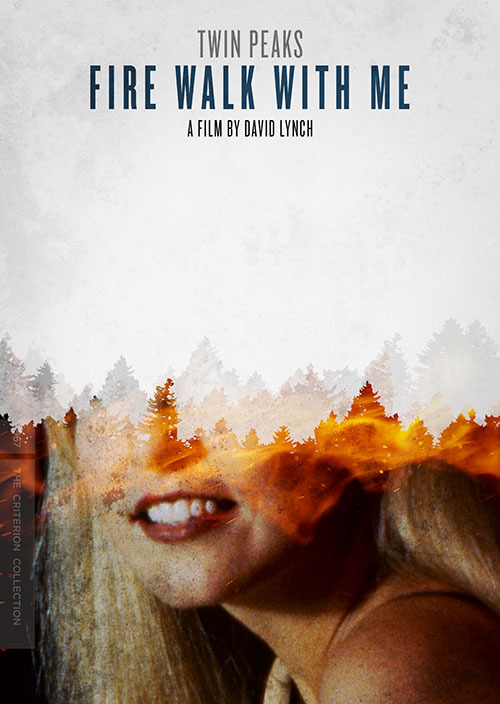 TWIN PEAKS
FIRE WALK WITH ME
A FILM BY DAVID LYNCH
THE CRITERION COLLECTION